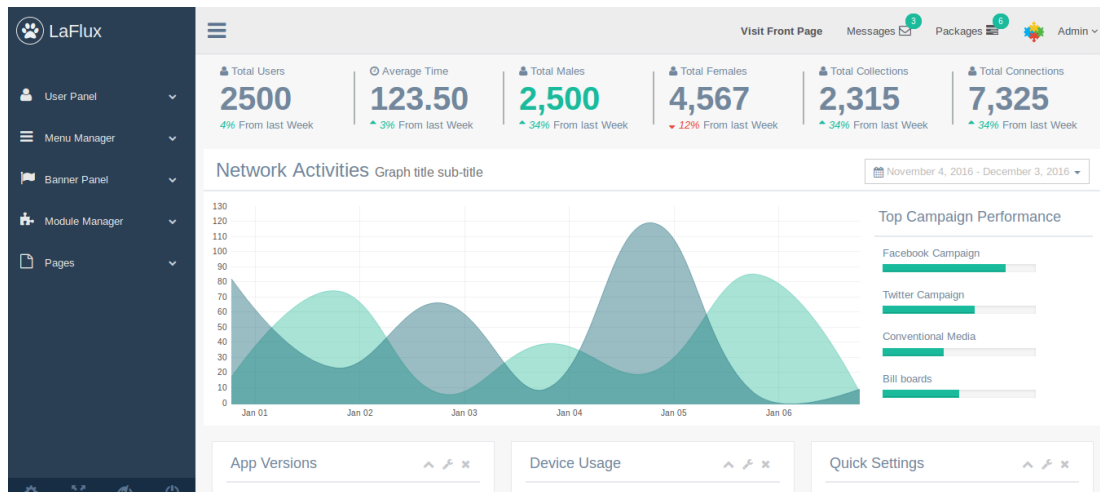 LaFlux
Visit Front Page Messages 3 Packages 6 Admin
User Panel
Menu Manager
Banner Panel
Module Manager
Pages
Total Users Average Time Total Males Total Females Total Collections Total Connections
2500 123.50 2,500 4,567 2,315 7,325
4% From last Week 3% From last Week 34% From last Week 12% From last Week 34% From last Week 34% From last Week
Network Activities Graph title sub-title
November 4, 2016 - December 3, 2016
130
120
110
100
90
80
70
60
50
40
30
20
10
0
Jan 01 Jan 02 Jan 03 Jan 04 Jan 05 Jan 06
Top Campaign Performance
Facebook Campaign
Twitter Campaign
Conventional Media
Bill boards
App Versions Device Usage Quick Settings